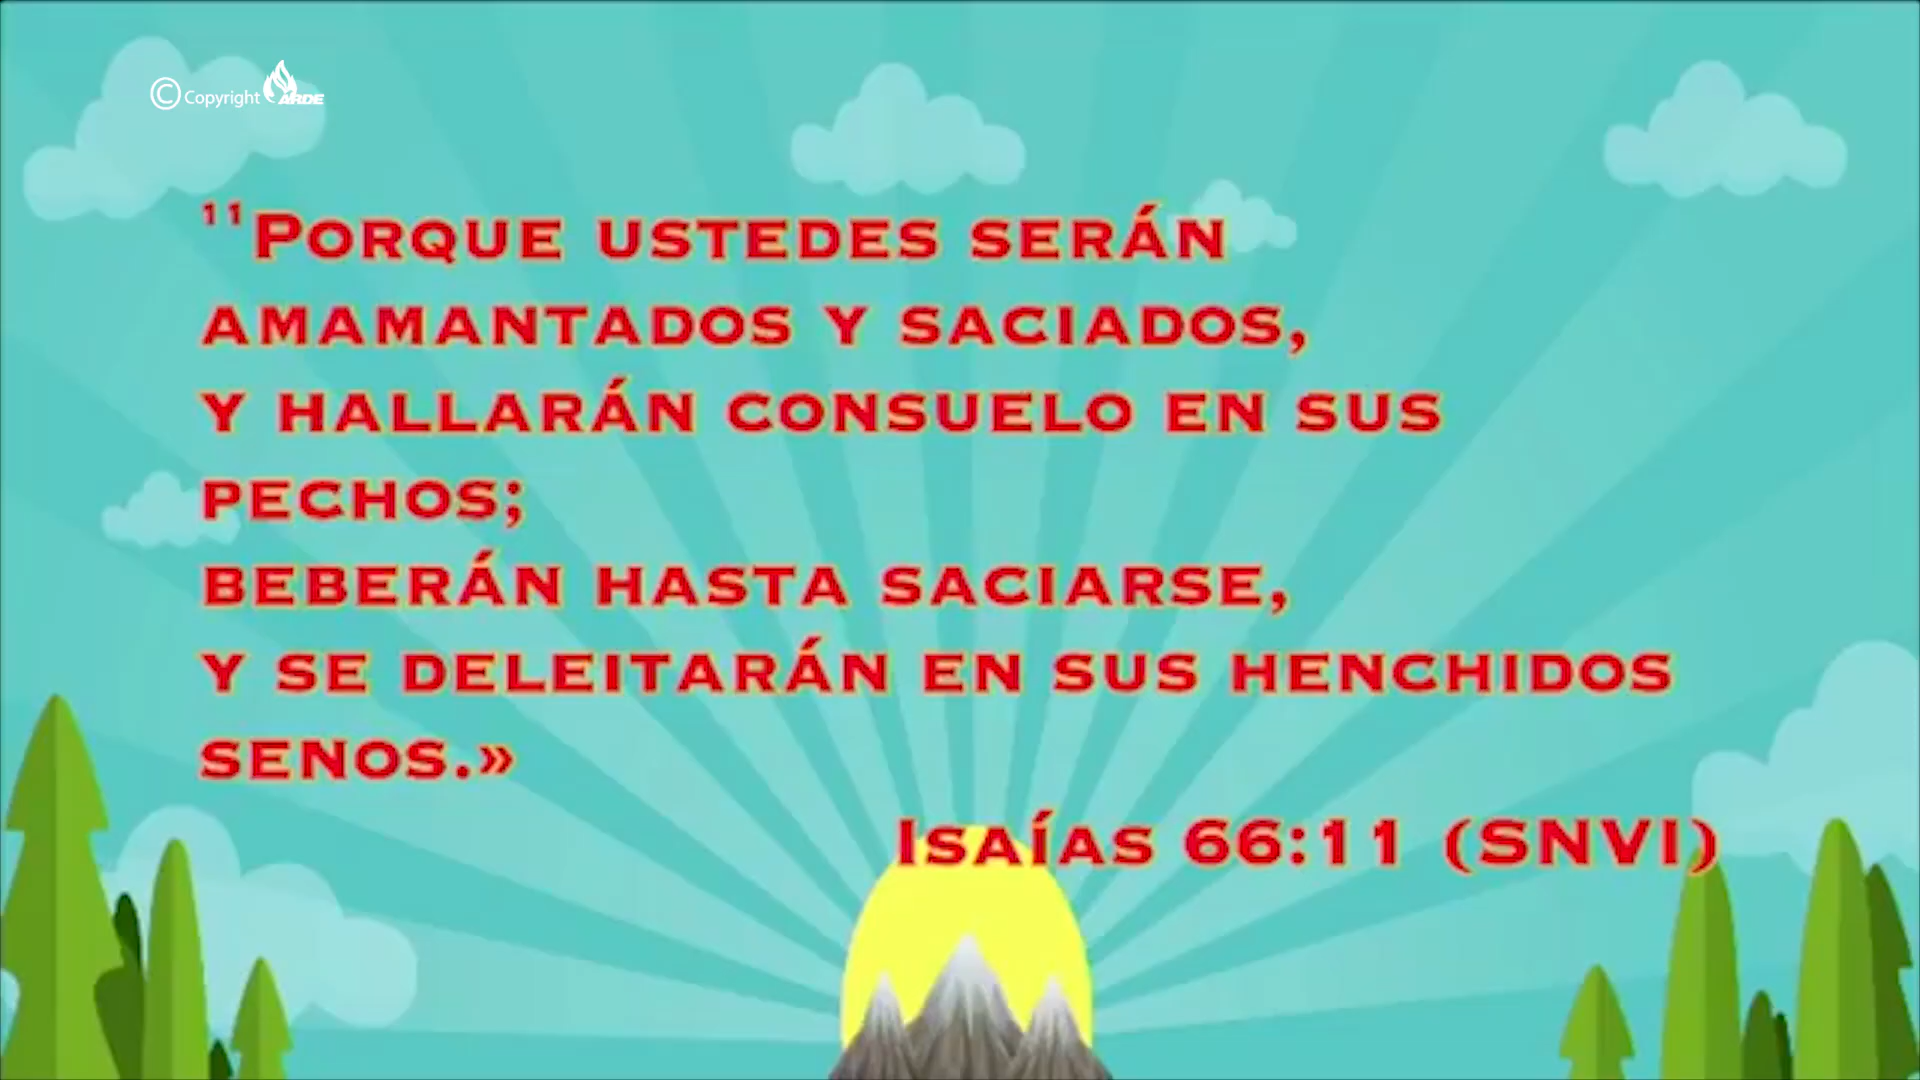 © Copyright ARDE
¹¹Porque ustedes serán
amamantados y saciados,
y hallarán consuelo en sus
pechos;
beberán hasta saciarse,
y se deleitarán en sus henchidos
senos.»
Isaías 66:11 (SNVI)